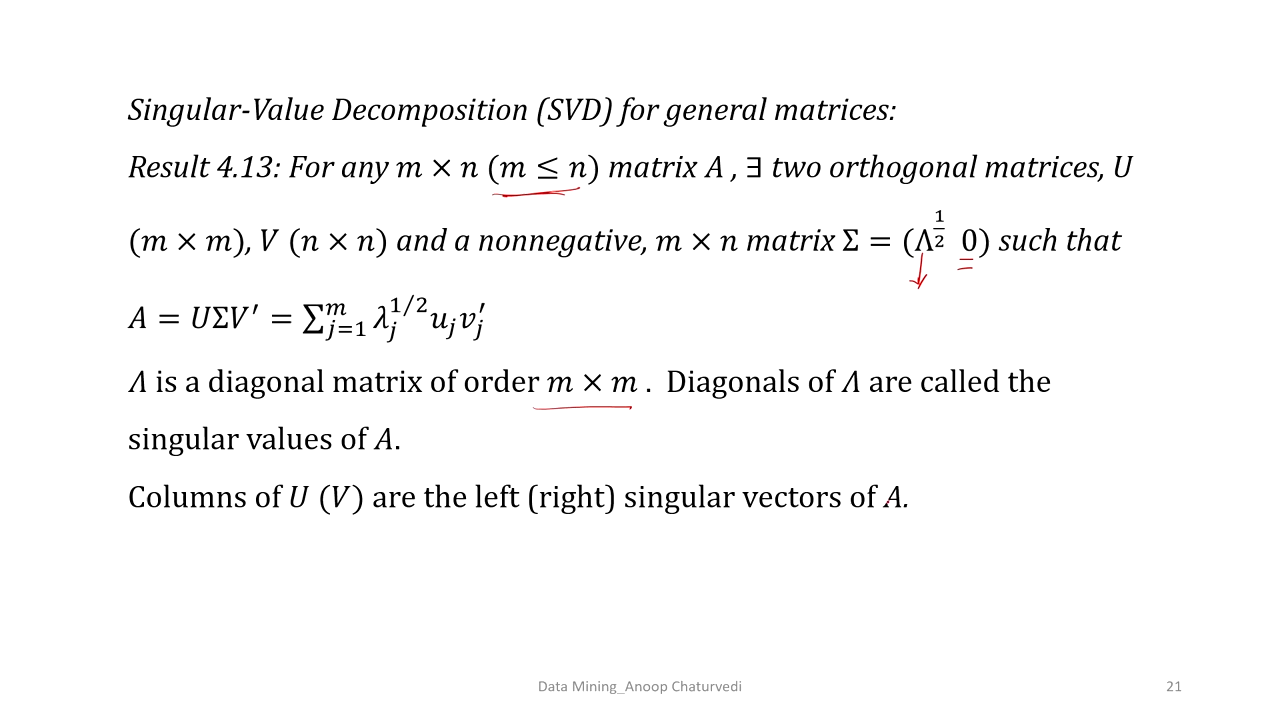 Singular-Value Decomposition (SVD) for general matrices:
Result 4.13: For any m × n (m ≤ n) matrix A , ∃ two orthogonal matrices, U
(m × m), V (n × n) and a nonnegative, m × n matrix Σ = (Λ^{1/2} 0) such that
A = UΣV′ = ∑_{j=1}^{m} λ_j^{1/2} u_j v_j′
Λ is a diagonal matrix of order m × m . Diagonals of Λ are called the
singular values of A.
Columns of U (V) are the left (right) singular vectors of A.
Data Mining_Anoop Chaturvedi
21